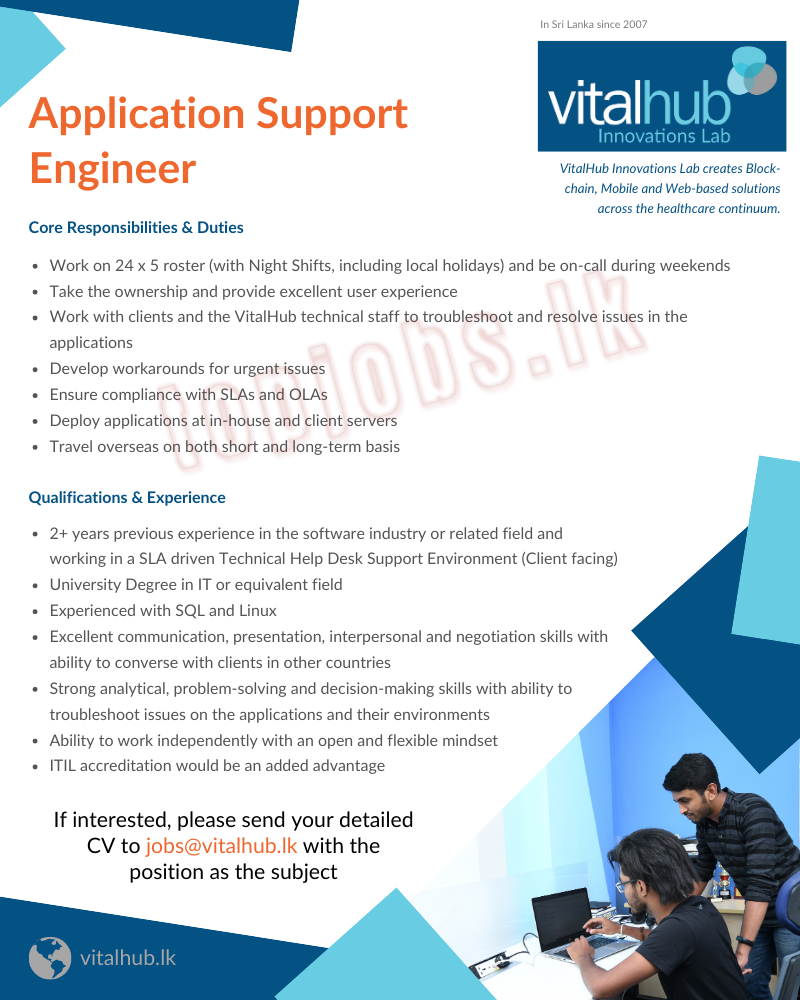 In Sri Lanka since 2007
vitalhub
Innovations Lab
VitalHub Innovations Lab creates Block-
chain, Mobile and Web-based solutions
across the healthcare continuum.
Application Support
Engineer
Core Responsibilities & Duties
• Work on 24 x 5 roster (with Night Shifts, including local holidays) and be on-call during weekends
• Take the ownership and provide excellent user experience
• Work with clients and the VitalHub technical staff to troubleshoot and resolve issues in the
applications
• Develop workarounds for urgent issues
• Ensure compliance with SLAs and OLAs
• Deploy applications at in-house and client servers
• Travel overseas on both short and long-term basis
topjobs.lk
Qualifications & Experience
• 2+ years previous experience in the software industry or related field and
working in a SLA driven Technical Help Desk Support Environment (Client facing)
• University Degree in IT or equivalent field
• Experienced with SQL and Linux
• Excellent communication, presentation, interpersonal and negotiation skills with
ability to converse with clients in other countries
• Strong analytical, problem-solving and decision-making skills with ability to
troubleshoot issues on the applications and their environments
• Ability to work independently with an open and flexible mindset
• ITIL accreditation would be an added advantage
If interested, please send your detailed
CV to jobs@vitalhub.lk with the
position as the subject
vitalhub.lk